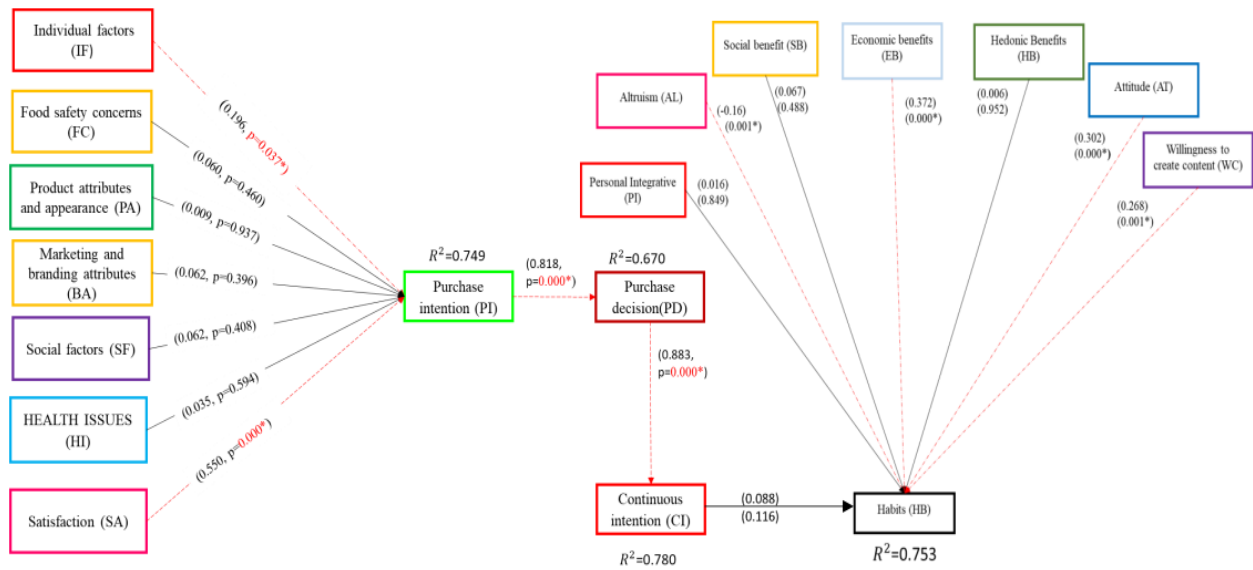 Individual factors
(IF)
(0.196, p=0.037*)
Food safety concerns
(FC)
(0.060, p=0.460)
Product attributes
and appearance (PA)
(0.009, p=0.937)
Marketing and
branding attributes
(BA)
(0.062, p=0.396)
Social factors (SF)
(0.062, p=0.408)
HEALTH ISSUES
(HI)
(0.035, p=0.594)
Satisfaction (SA)
(0.550, p=0.000*)
R²=0.749
Purchase
intention (PI)
(0.818,
p=0.000*)
R²=0.670
Purchase
decision(PD)
(0.883,
p=0.000*)
Continuous
intention (CI)
R²=0.780
(0.088)
(0.116)
Personal Integrative
(PI)
(0.016)
(0.849)
Altruism (AL)
(-0.16)
(0.001*)
Social benefit (SB)
(0.067)
(0.488)
Economic benefits
(EB)
(0.372)
(0.000*)
Hedonic Benefits
(HB)
(0.006)
(0.952)
Attitude (AT)
(0.302)
(0.000*)
Willingness to
create content (WC)
(0.268)
(0.001*)
Habits (HB)
R²=0.753